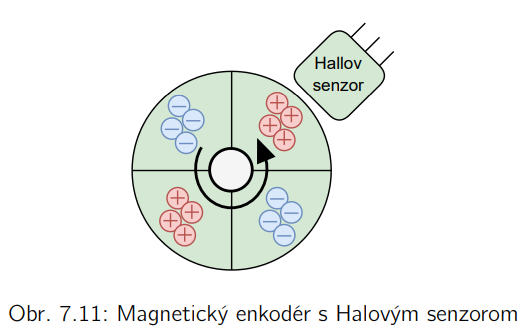 Hallov
senzor
Obr. 7.11: Magnetický enkodér s Halovým senzorom